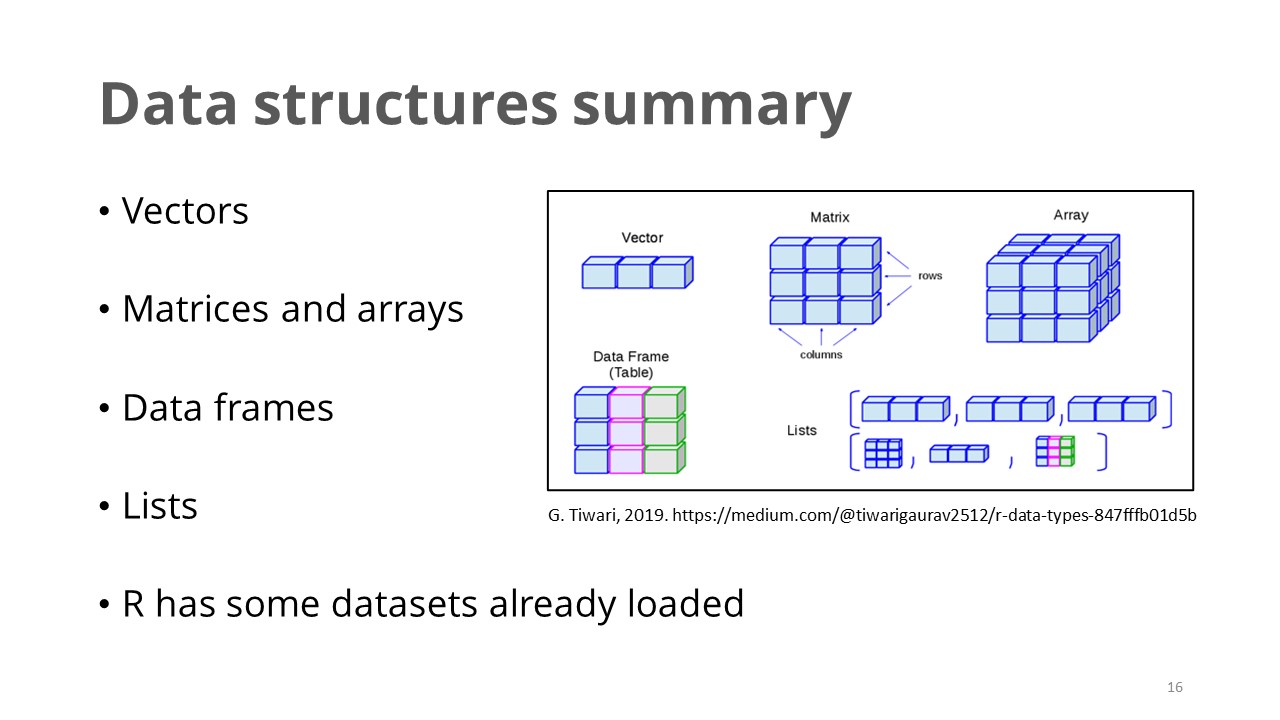 Data structures summary
• Vectors
• Matrices and arrays
• Data frames
• Lists
• R has some datasets already loaded
Vector
Matrix
rows
columns
Array
Data Frame
(Table)
Lists
G. Tiwari, 2019. https://medium.com/@tiwarigaurav2512/r-data-types-847fffb01d5b
16